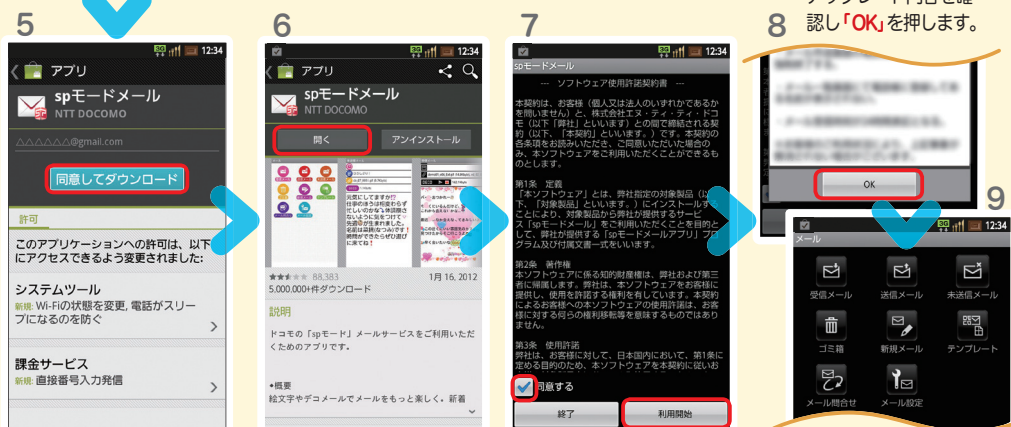 5
3G 12:34
アプリ
spモードメール
NTT DOCOMO
△△△△△△@gmail.com
同意してダウンロード
許可
このアプリケーションへの許可は、以下
にアクセスできるよう変更されました:
システムツール
新規: Wi-Fiの状態を変更, 電話がスリー
プになるのを防ぐ
課金サービス
新規: 直接番号入力発信
6
3G 12:34
アプリ
spモードメール
NTT DOCOMO
開く
アンインストール
88,383
1月 16, 2012
5,000,000+件ダウンロード
説明
ドコモの「spモード」メールサービスをご利用いただ
くためのアプリです。
•概要
絵文字やデコメールでメールをもっと楽しく。新着
7
3G 12:34
spモードメール
--- ソフトウェア使用許諾契約書 ---
本契約は、お客様（個人又は法人のいずれかであるか
を問いません）と、株式会社エヌ・ティ・ティ・ドコ
モ（以下「弊社」といいます）との間で締結される契
約（以下、「本契約」といいます。）です。本契約の
各条項をお読みいただき、ご同意いただいた場合の
み、本ソフトウェアをご利用いただくことができるも
のとします。
第1条 定義
「本ソフトウェア」とは、弊社指定の対象製品（以
下、「対象製品」といいます。）にインストールす
ことにより、対象製品から弊社が提供するサービ
ス「spモードメール」をご利用いただくことを目的と
して、弊社が提供する「spモードメールアプリ」プロ
グラム及び付属文書一式をいいます。
第2条 著作権
本ソフトウェアに係る知的財産権は、弊社および第三
者に帰属します。弊社は、本ソフトウェアをお客様に
提供し、使用を許諾する権利を有しています。本契約
によるお客様への本ソフトウェアの使用許諾は、お客
様に対する何らの権利移転等を意味するものではあり
ません。
第3条 使用許諾
弊社は、お客様に対して、日本国内において、第1条に
定める目的のため、本ソフトウェアを本契約に従いお
同意する
終了
利用開始
8
認し「OK」を押します。
OK
9
3G 12:34
メール
受信メール
送信メール
未送信メール
ゴミ箱
新規メール
テンプレート
メール問合せ
メール設定